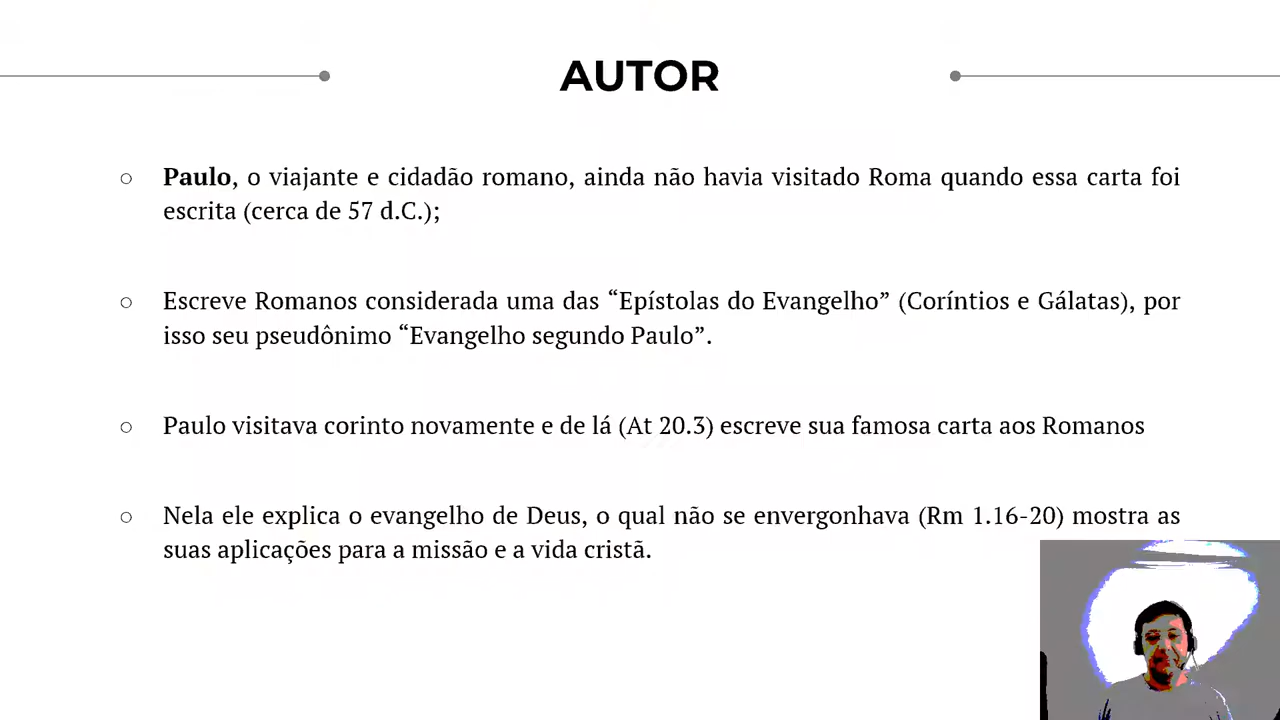 AUTOR
○ Paulo, o viajante e cidadão romano, ainda não havia visitado Roma quando essa carta foi
escrita (cerca de 57 d.C.);
○ Escreve Romanos considerada uma das “Epístolas do Evangelho” (Coríntios e Gálatas), por
isso seu pseudônimo “Evangelho segundo Paulo”.
○ Paulo visitava corinto novamente e de lá (At 20.3) escreve sua famosa carta aos Romanos
○ Nela ele explica o evangelho de Deus, o qual não se envergonhava (Rm 1.16-20) mostra as
suas aplicações para a missão e a vida cristã.